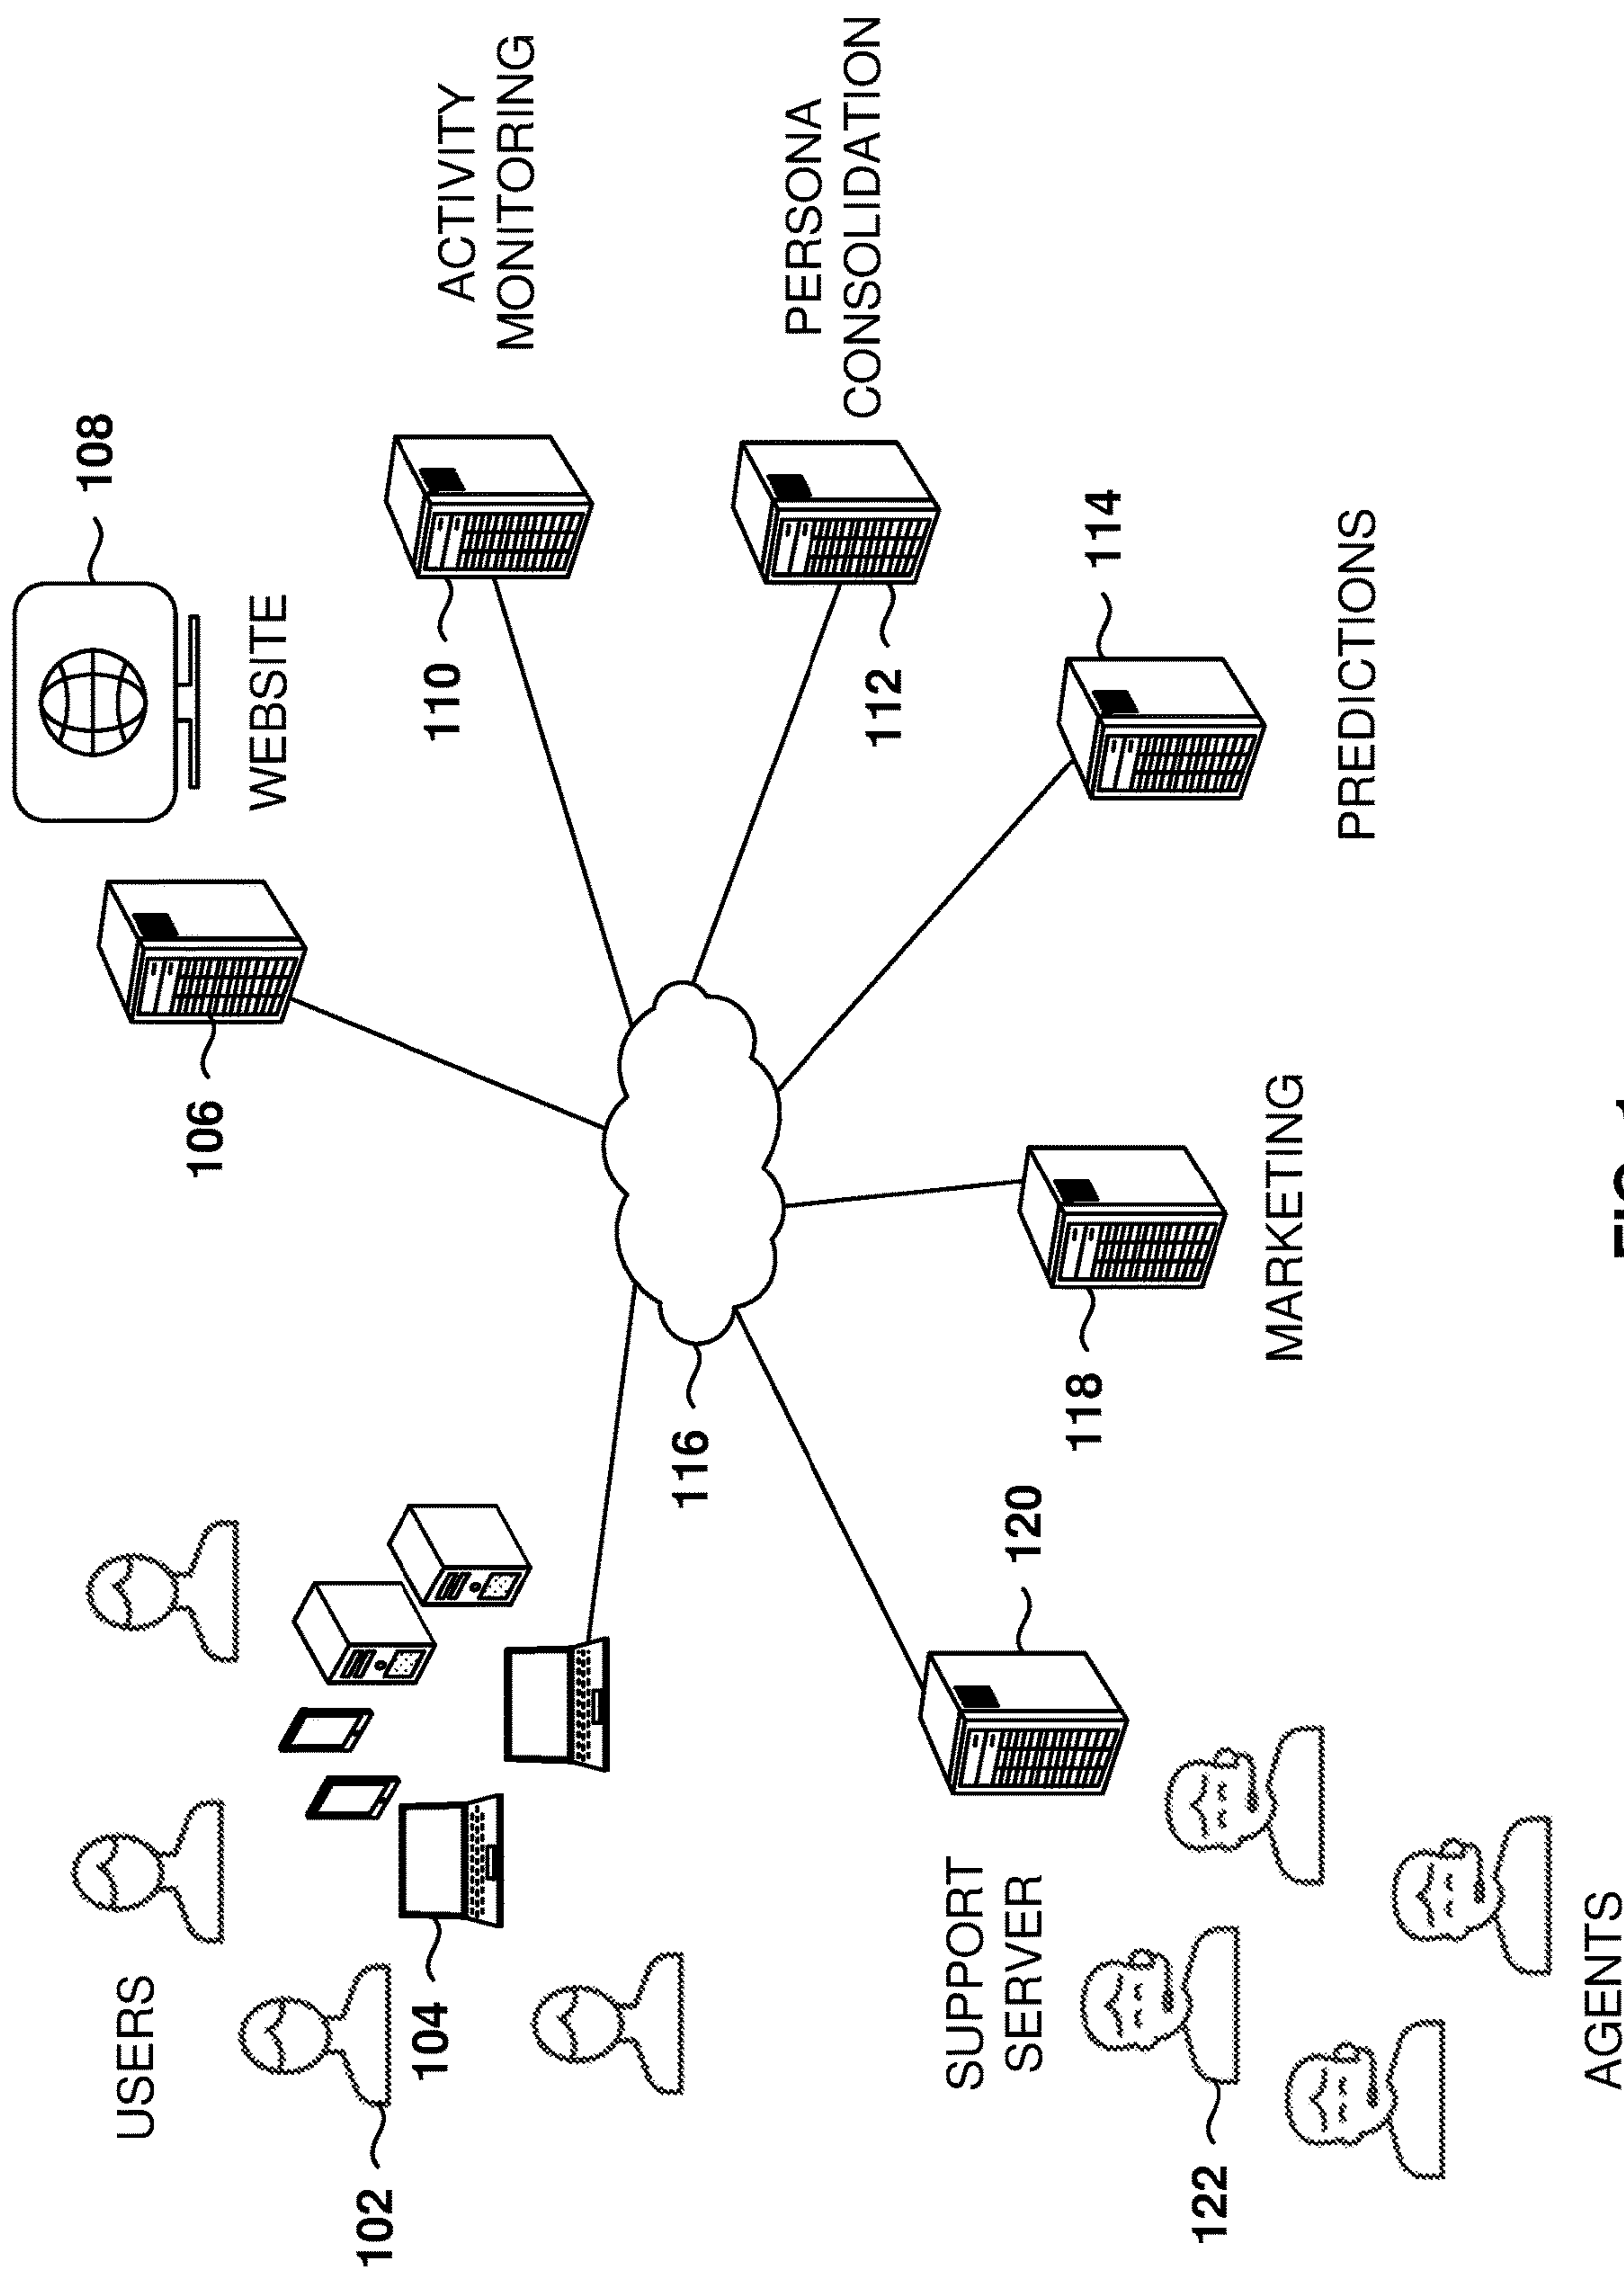 USERS
102
104
106
108
WEBSITE
110
ACTIVITY
MONITORING
112
PERSONA
CONSOLIDATION
114
PREDICTIONS
116
118
MARKETING
120
SUPPORT
SERVER
122
AGENTS